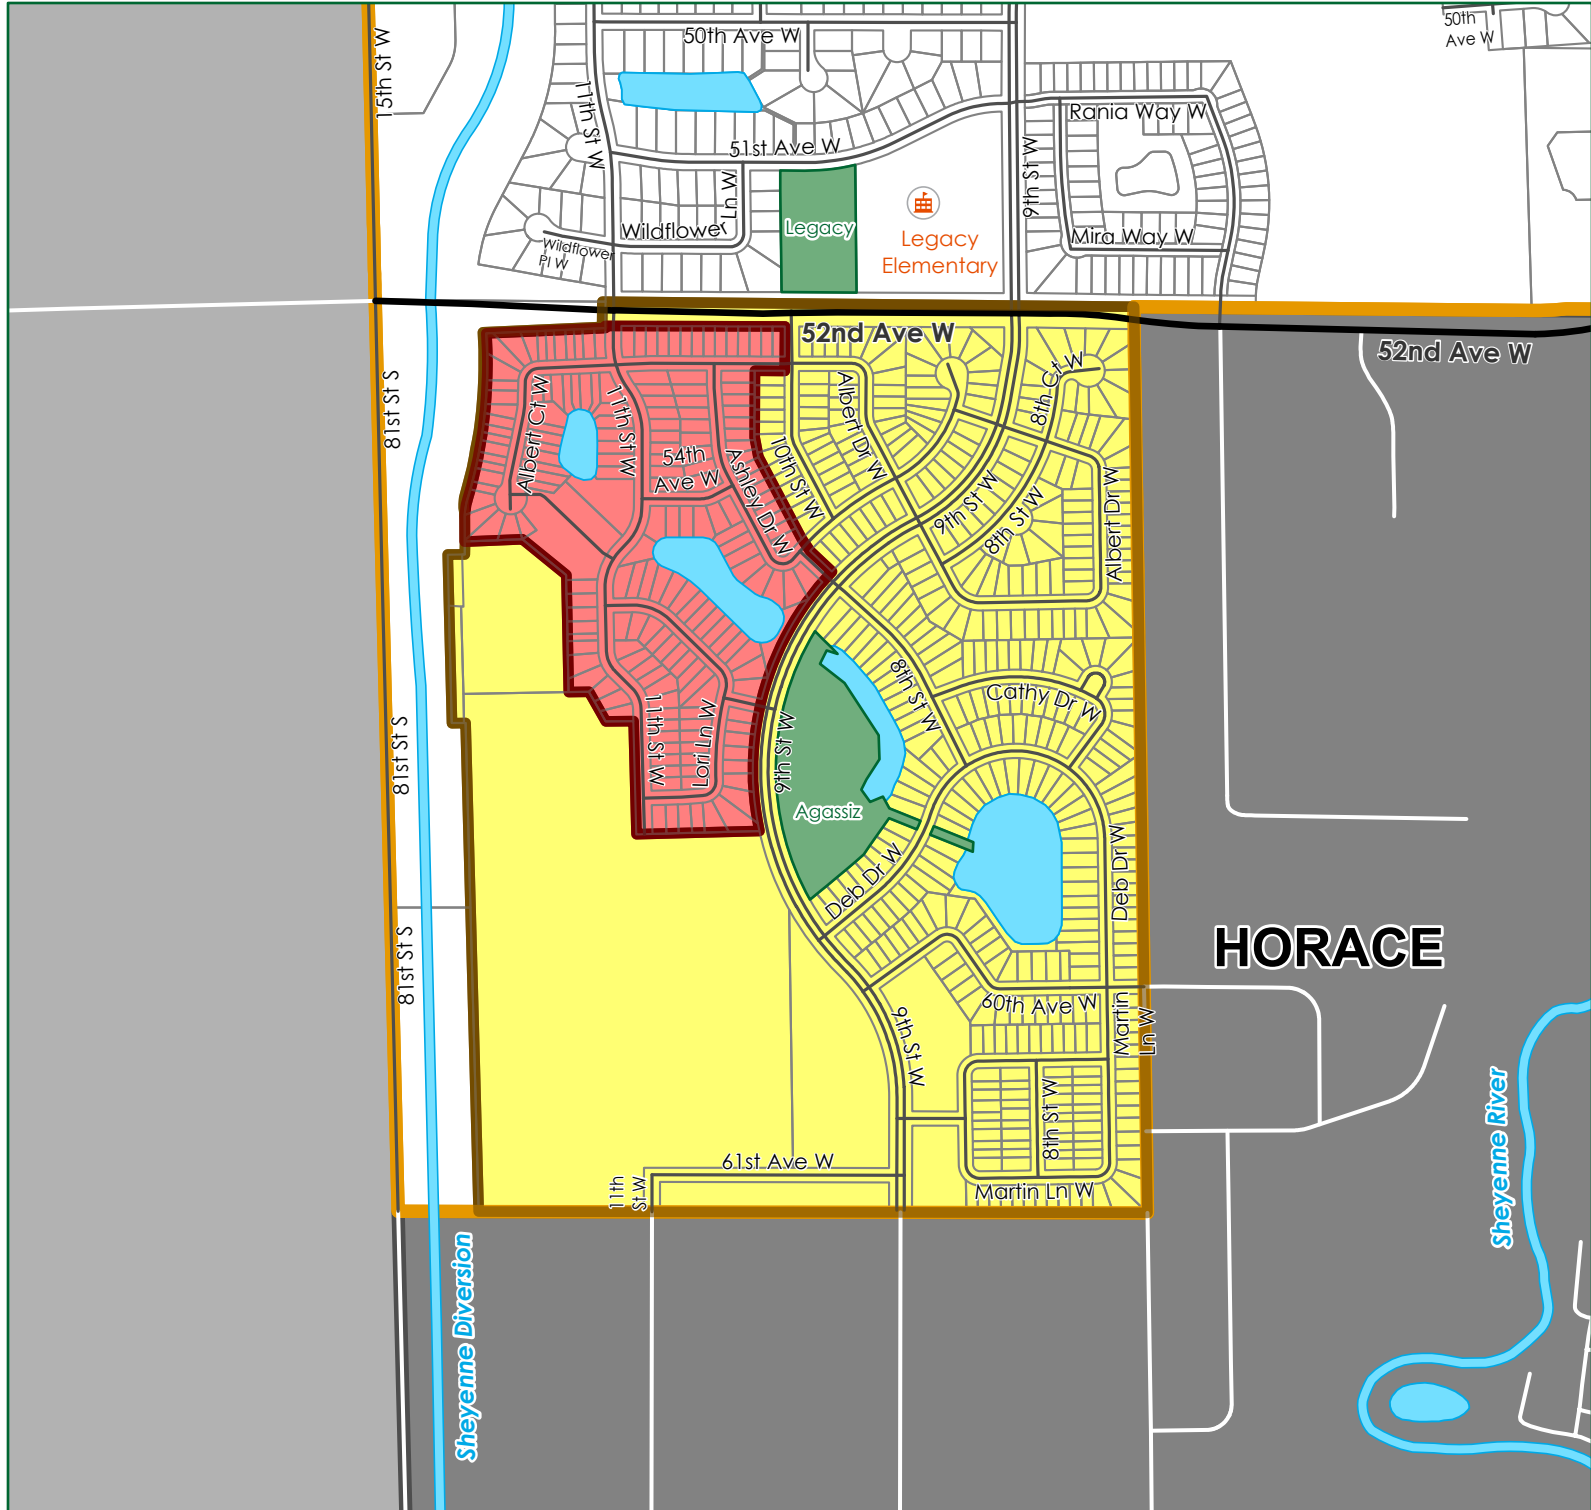 50th
Ave W
50th Ave W
15th St W
11th St W
Rania Way W
51st Ave W
9th St W
Ln W
Legacy
Wildflower
Wildflower
Pl W
Legacy
Elementary
Mira Way W
52nd Ave W
52nd Ave W
81st St S
Albert Ct W
11th St W
54th
Ave W
Ashley Dr W
10th St W
Albert Dr W
8th Ct W
9th St W
8th St W
Albert Dr W
8th St W
Cathy Dr W
11th St W
Lori Ln W
9th St W
81st St S
Agassiz
Deb Dr W
Deb Dr W
HORACE
81st St S
60th Ave W
9th St W
Martin
Ln W
8th St W
61st Ave W
11th
St W
Martin Ln W
Sheyenne River
Sheyenne Diversion